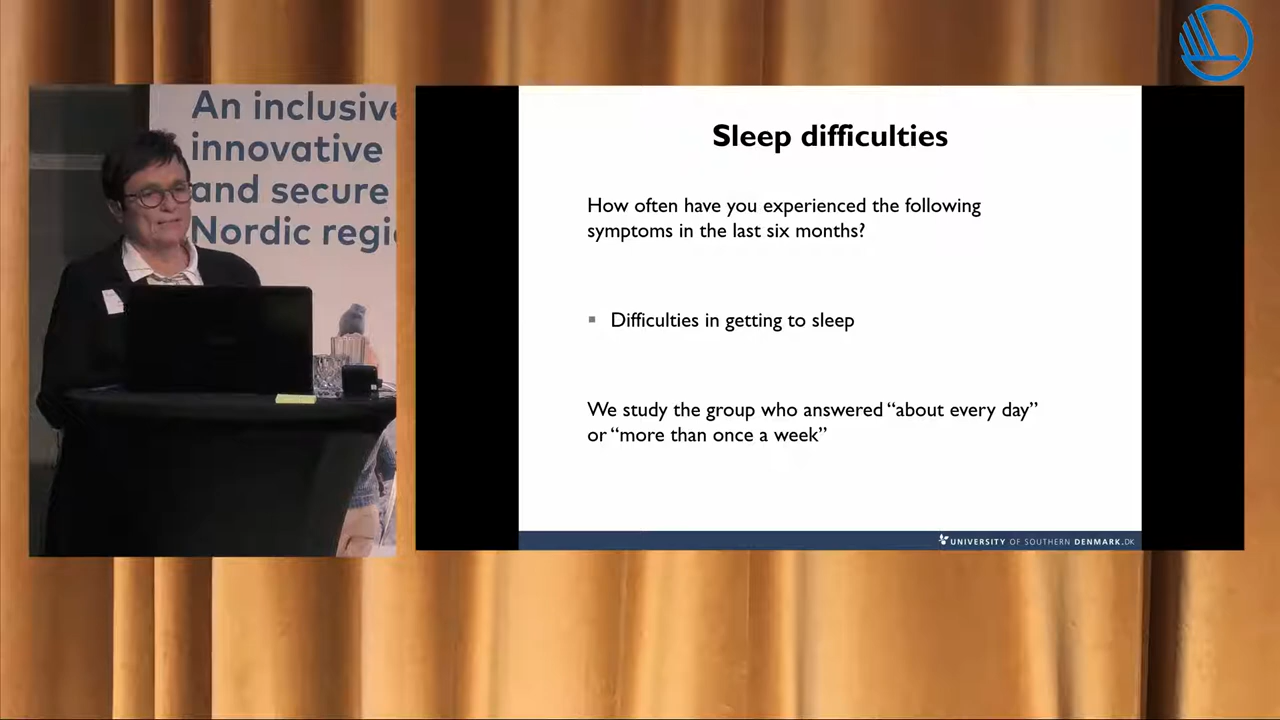 An inclusive
innovative
and secure
Nordic regi
Sleep difficulties
How often have you experienced the following
symptoms in the last six months?
▪ Difficulties in getting to sleep
We study the group who answered “about every day”
or “more than once a week”
UNIVERSITY OF SOUTHERN DENMARK.DK